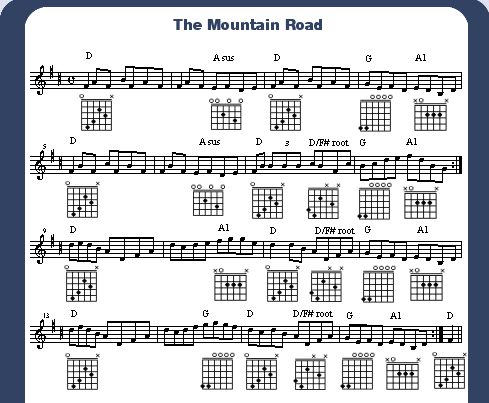 The Mountain Road
D Asus D G A1
5 D Asus D 3 D/F# root G A1
9 D A1 D D/F# root G A1
13 D G D D/F# root G A1 D